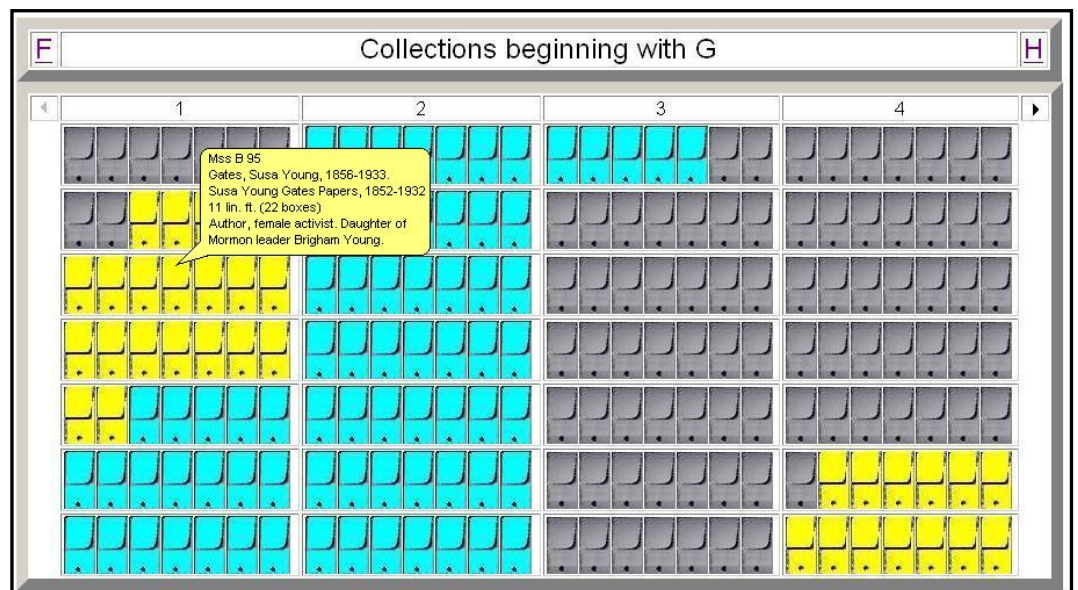 F
Collections beginning with G
H
1
2
3
4
Mss B 95
Gates, Susa Young, 1856-1933.
Susa Young Gates Papers, 1852-1932
11 lin. ft. (22 boxes)
Author, female activist. Daughter of
Mormon leader Brigham Young.